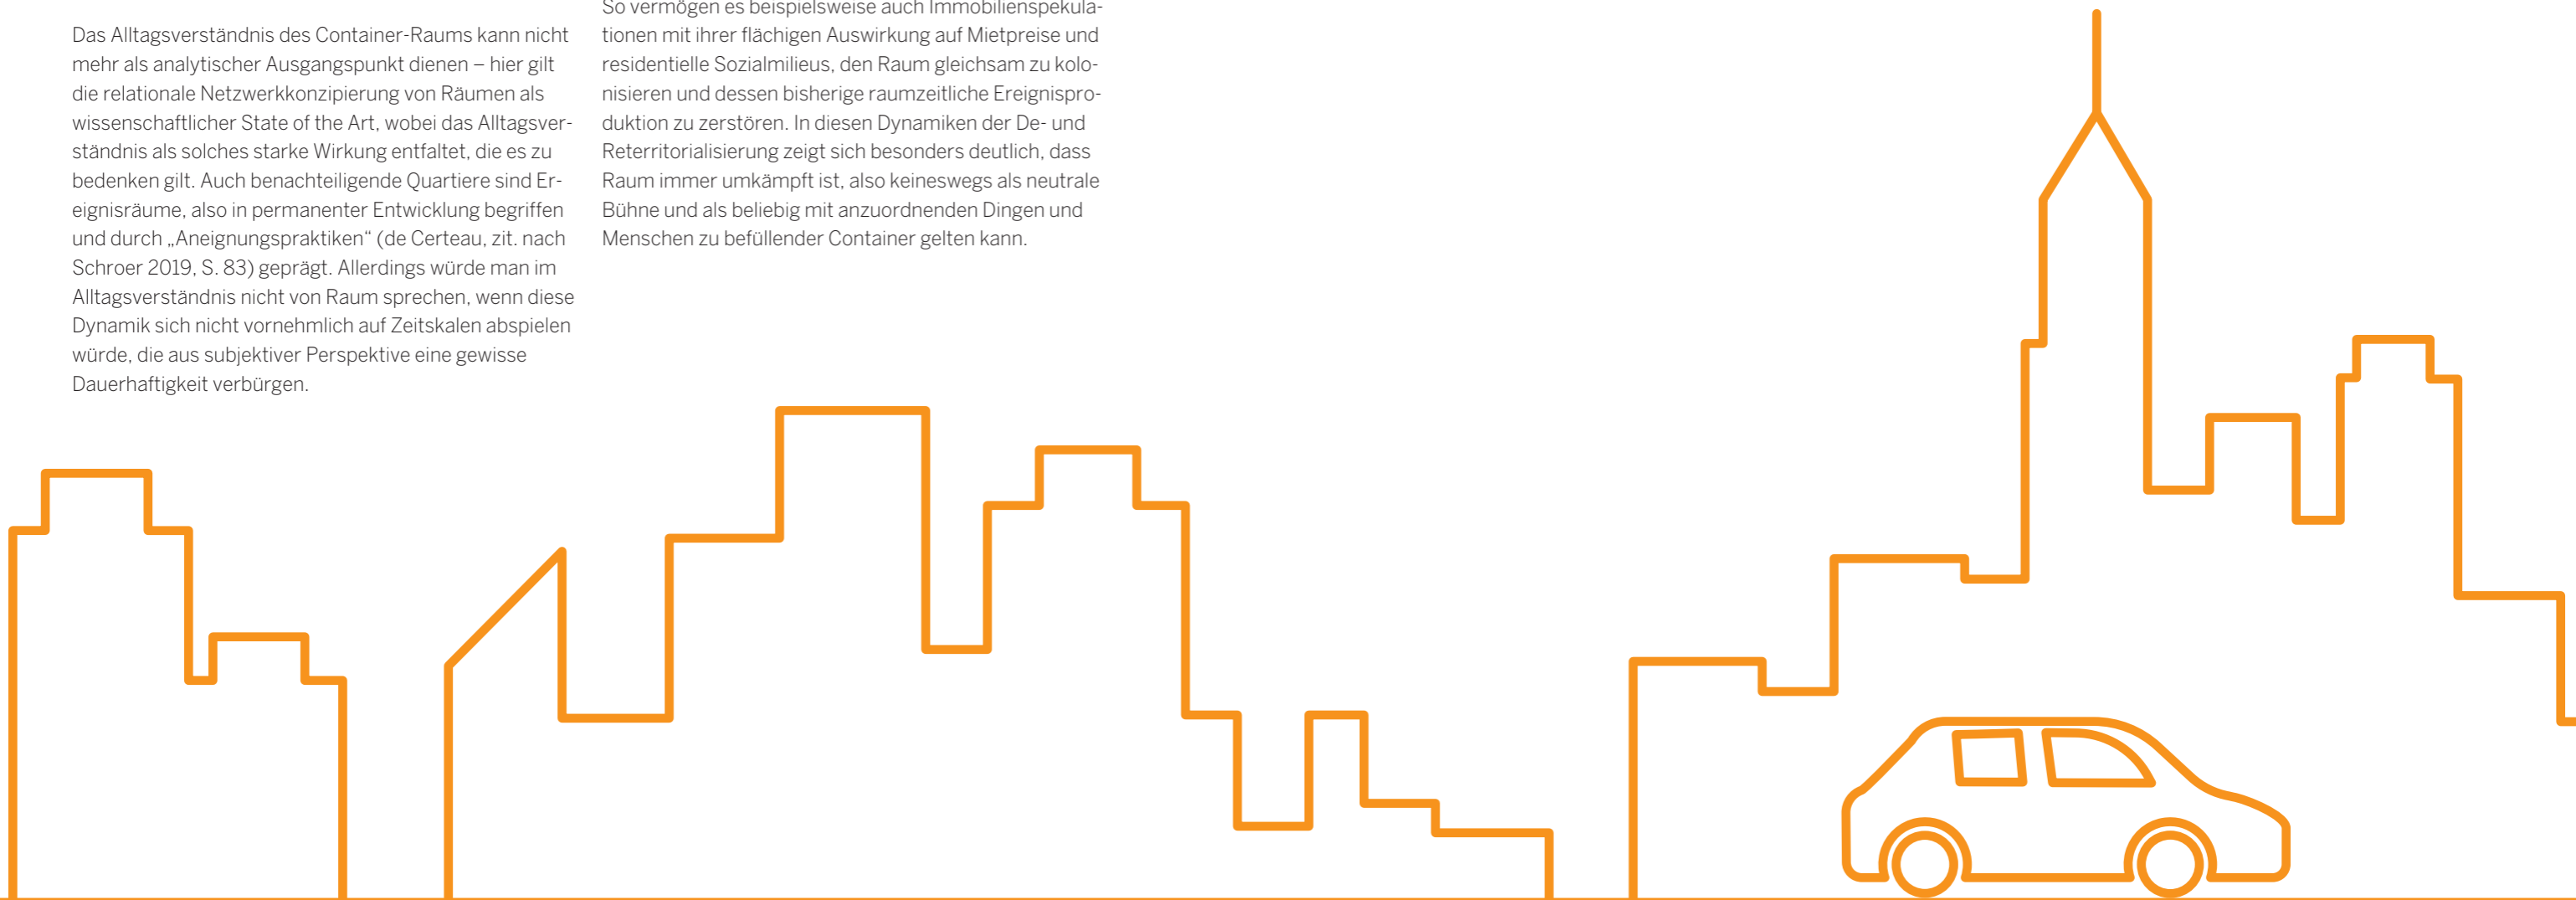 Das Alltagsverständnis des Container-Raums kann nicht
mehr als analytischer Ausgangspunkt dienen – hier gilt
die relationale Netzwerkkonzipierung von Räumen als
wissenschaftlicher State of the Art, wobei das Alltagsver-
ständnis als solches starke Wirkung entfaltet, die es zu
bedenken gilt. Auch benachteiligende Quartiere sind Er-
eignisräume, also in permanenter Entwicklung begriffen
und durch „Aneignungspraktiken“ (de Certeau, zit. nach
Schroer 2019, S. 83) geprägt. Allerdings würde man im
Alltagsverständnis nicht von Raum sprechen, wenn diese
Dynamik sich nicht vornehmlich auf Zeitskalen abspielen
würde, die aus subjektiver Perspektive eine gewisse
Dauerhaftigkeit verbürgen.
So vermögen es beispielsweise auch Immobilienspekula-
tionen mit ihrer flächigen Auswirkung auf Mietpreise und
residentielle Sozialmilieus, den Raum gleichsam zu kolo-
nisieren und dessen bisherige raumzeitliche Ereignispro-
duktion zu zerstören. In diesen Dynamiken der De- und
Reterritorialisierung zeigt sich besonders deutlich, dass
Raum immer umkämpft ist, also keineswegs als neutrale
Bühne und als beliebig mit anzuordnenden Dingen und
Menschen zu befüllender Container gelten kann.